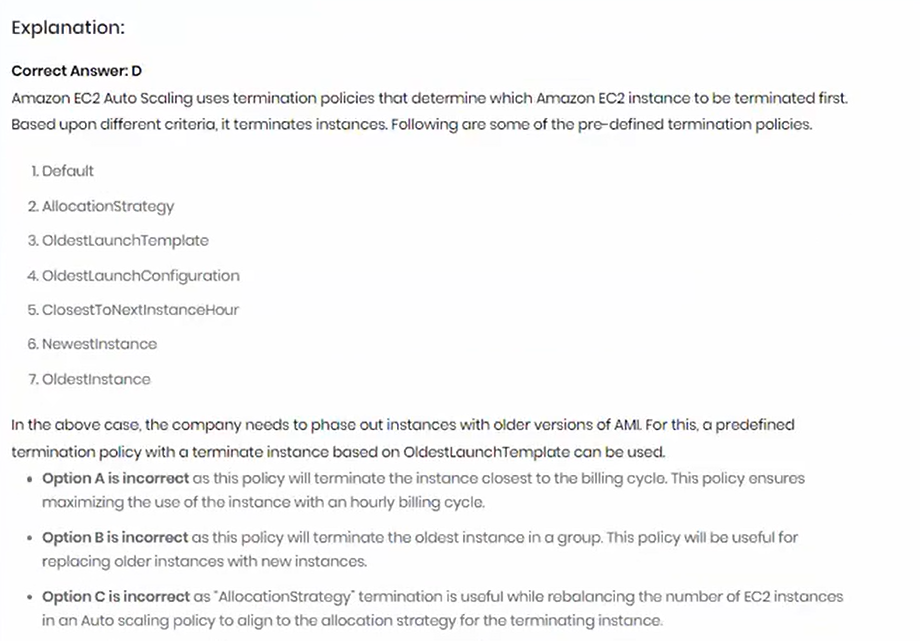 Explanation:
Correct Answer: D
Amazon EC2 Auto Scaling uses termination policies that determine which Amazon EC2 instance to be terminated first.
Based upon different criteria, it terminates instances. Following are some of the pre-defined termination policies.
1. Default
2. AllocationStrategy
3. OldestLaunchTemplate
4. OldestLaunchConfiguration
5. ClosestToNextInstanceHour
6. NewestInstance
7. OldestInstance
In the above case, the company needs to phase out instances with older versions of AMI. For this, a predefined
termination policy with a terminate instance based on OldestLaunchTemplate can be used.
• Option A is incorrect as this policy will terminate the instance closest to the billing cycle. This policy ensures
maximizing the use of the instance with an hourly billing cycle.
• Option B is incorrect as this policy will terminate the oldest instance in a group. This policy will be useful for
replacing older instances with new instances.
• Option C is incorrect as "AllocationStrategy" termination is useful while rebalancing the number of EC2 instances
in an Auto scaling policy to align to the allocation strategy for the terminating instance.